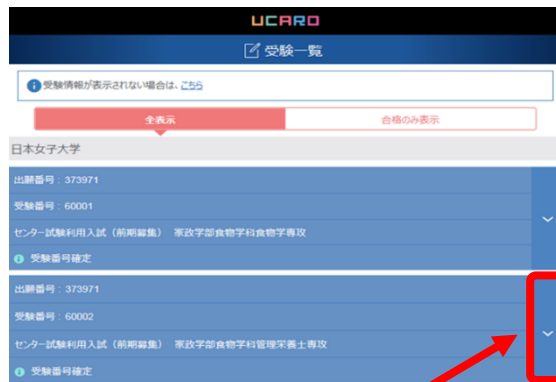 UCARO
受験一覧
受験情報が表示されない場合は、こちら
全表示
合格のみ表示
日本女子大学
出願番号：373971
受験番号：60001
センター試験利用入試（前期募集） 家政学部食物学科食物学専攻
受験番号確定
出願番号：373971
受験番号：60002
センター試験利用入試（前期募集） 家政学部食物学科管理栄養士専攻
受験番号確定